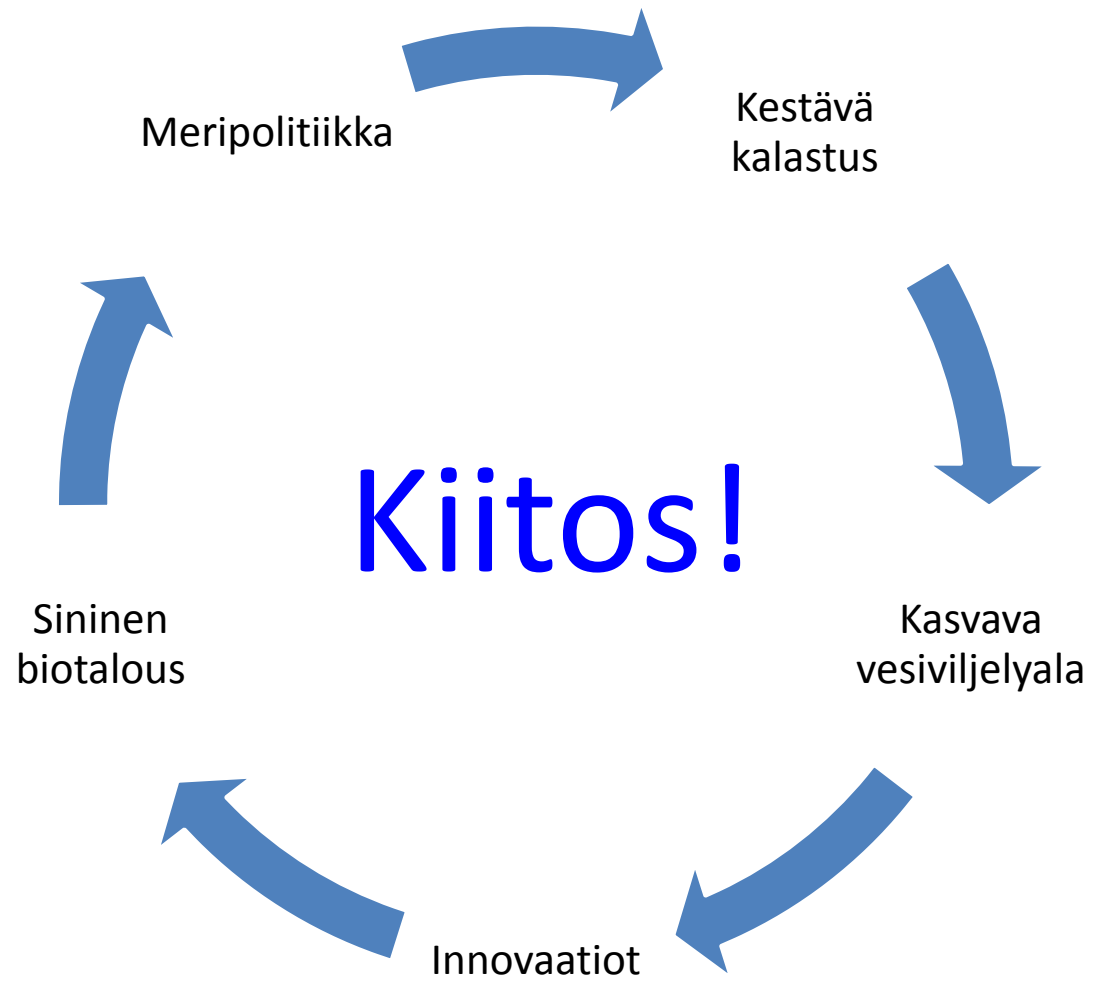 Meripolitiikka
Kestävä
kalastus
Kiitos!
Sininen
biotalous
Kasvava
vesiviljelyala
Innovaatiot